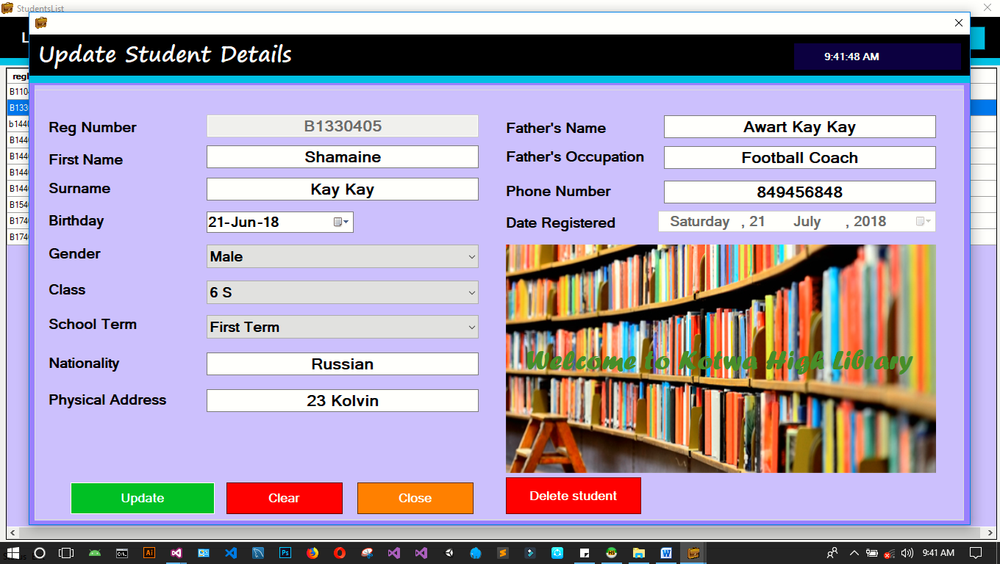 StudentsList
L
Update Student Details
9:41:48 AM
regI
B110
B133
b144
B144
B144
B144
B144
B154
B174
B174
Reg Number B1330405
First Name Shamaine
Surname Kay Kay
Birthday 21-Jun-18
Gender Male
Class 6 S
School Term First Term
Nationality Russian
Physical Address 23 Kolvin
Father's Name Awart Kay Kay
Father's Occupation Football Coach
Phone Number 849456848
Date Registered Saturday , 21 July , 2018
Welcome to Kotwa High Library
Update Clear Close Delete student
9:41 AM